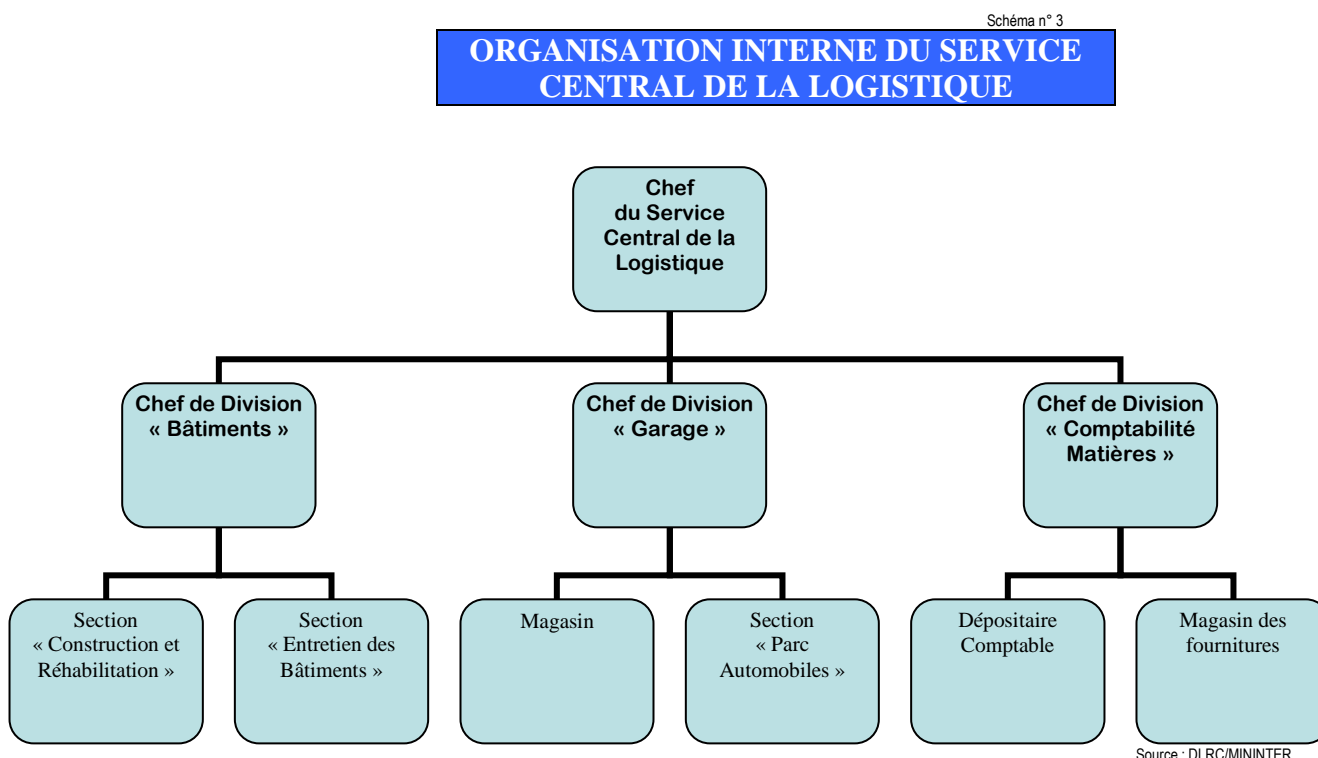 Schéma n° 3
ORGANISATION INTERNE DU SERVICE
CENTRAL DE LA LOGISTIQUE
Chef
du Service
Central de la
Logistique
Chef de Division
« Bâtiments »
Chef de Division
« Garage »
Chef de Division
« Comptabilité
Matières »
Section
« Construction et
Réhabilitation »
Section
« Entretien des
Bâtiments »
Magasin
Section
« Parc
Automobiles »
Dépositaire
Comptable
Magasin des
fournitures
Source : DLRC/MININTER